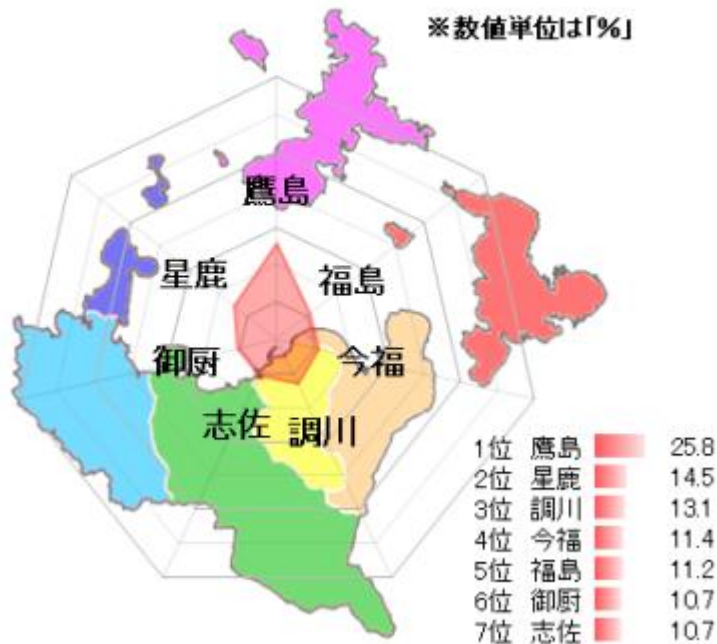 ※数値単位は「%」
鷹島
星鹿
福島
御厨
今福
志佐
調川
1位 鷹島 25.8
2位 星鹿 14.5
3位 調川 13.1
4位 今福 11.4
5位 福島 11.2
6位 御厨 10.7
7位 志佐 10.7